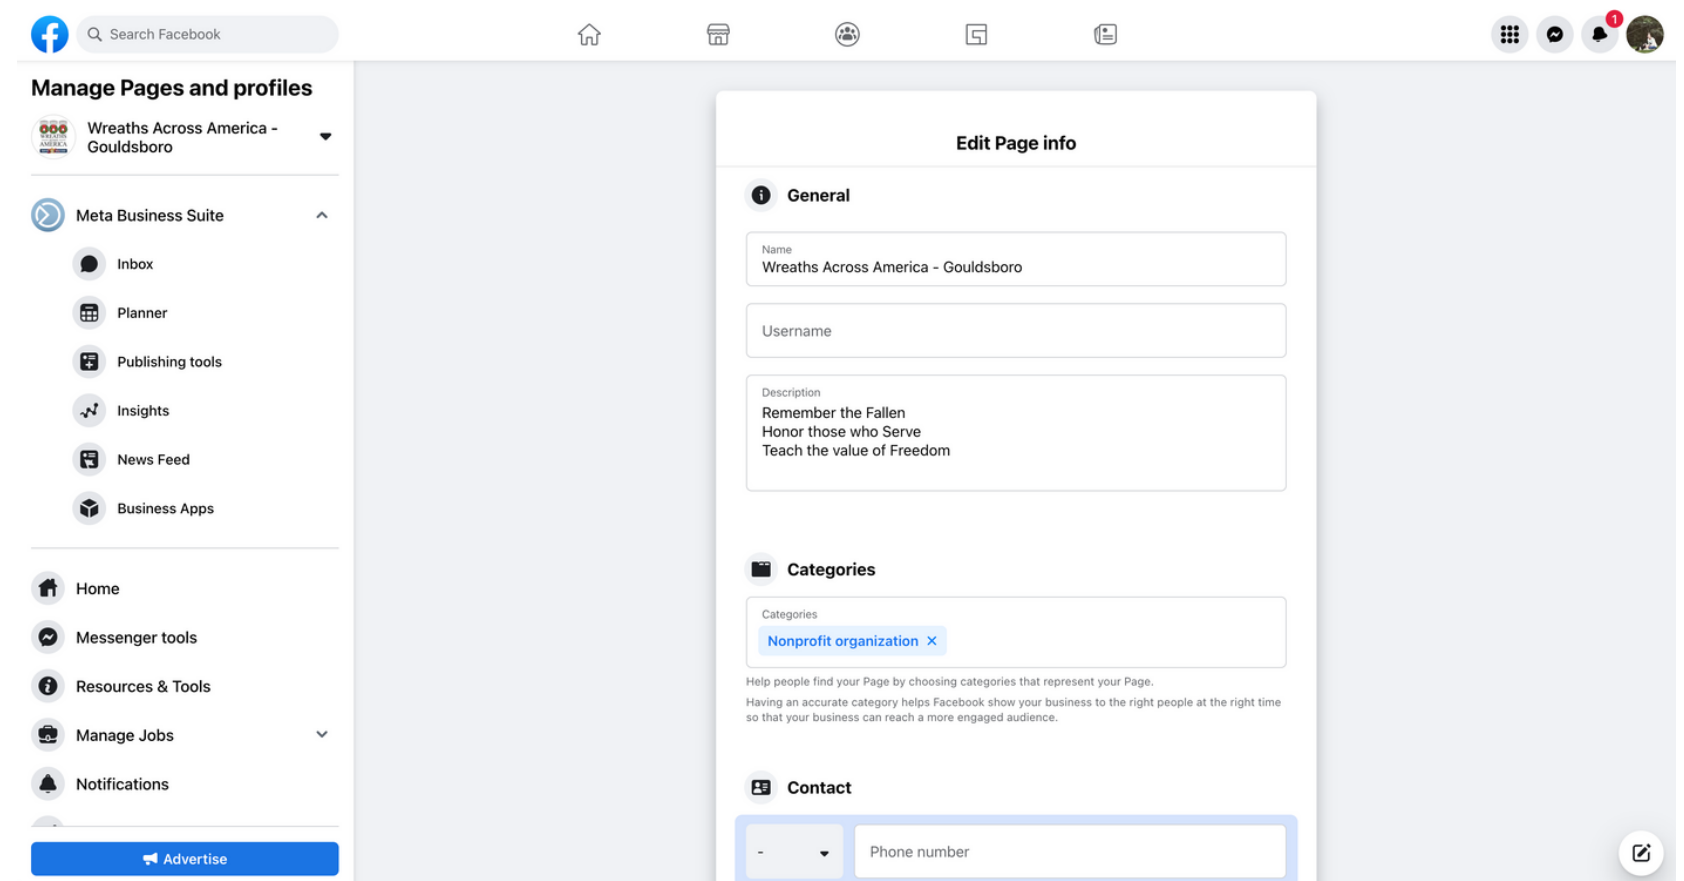 Search Facebook
1
Manage Pages and profiles
WREATHS
AMERICA
Wreaths Across America -
Gouldsboro
Meta Business Suite
Inbox
Planner
Publishing tools
Insights
News Feed
Business Apps
Home
Messenger tools
Resources & Tools
Manage Jobs
Notifications
Advertise
Edit Page info
General
Name
Wreaths Across America - Gouldsboro
Username
Description
Remember the Fallen
Honor those who Serve
Teach the value of Freedom
Categories
Categories
Nonprofit organization ×
Help people find your Page by choosing categories that represent your Page.
Having an accurate category helps Facebook show your business to the right people at the right time
so that your business can reach a more engaged audience.
Contact
- Phone number